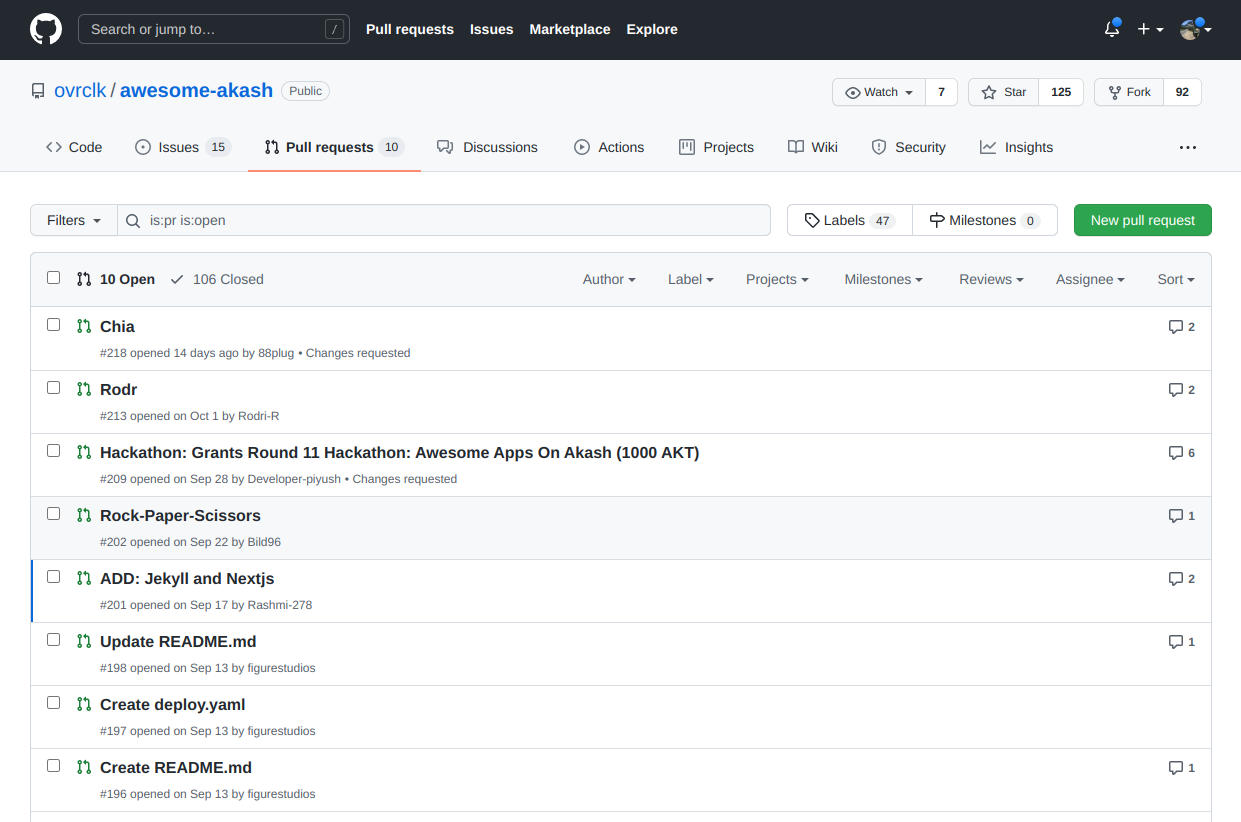 Search or jump to… / Pull requests Issues Marketplace Explore
ovrclk / awesome-akash Public Watch 7 Star 125 Fork 92
Code Issues 15 Pull requests 10 Discussions Actions Projects Wiki Security Insights
Filters is:pr is:open Labels 47 Milestones 0 New pull request
10 Open 106 Closed Author Label Projects Milestones Reviews Assignee Sort
Chia 2
#218 opened 14 days ago by 88plug • Changes requested
Rodr 2
#213 opened on Oct 1 by Rodri-R
Hackathon: Grants Round 11 Hackathon: Awesome Apps On Akash (1000 AKT) 6
#209 opened on Sep 28 by Developer-piyush • Changes requested
Rock-Paper-Scissors 1
#202 opened on Sep 22 by Bild96
ADD: Jekyll and Nextjs 2
#201 opened on Sep 17 by Rashmi-278
Update README.md 1
#198 opened on Sep 13 by figurestudios
Create deploy.yaml
#197 opened on Sep 13 by figurestudios
Create README.md 1
#196 opened on Sep 13 by figurestudios